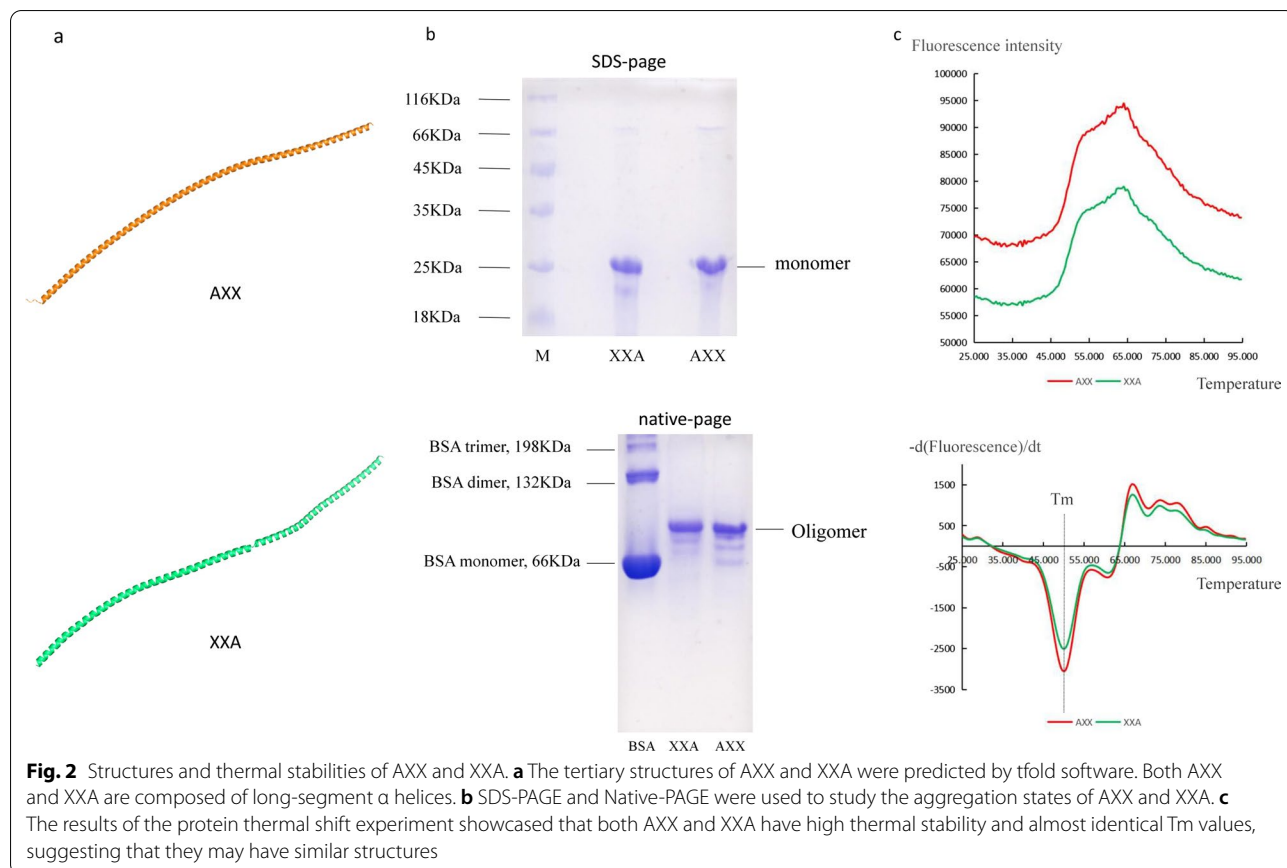 a
AXX
XXA
b
SDS-page
116KDa
66KDa
45KDa
35KDa
25KDa
18KDa
monomer
M XXA AXX
native-page
BSA trimer, 198KDa
BSA dimer, 132KDa
BSA monomer, 66KDa
Oligomer
BSA XXA AXX
c
Fluorescence intensity
100000
95000
90000
85000
80000
75000
70000
65000
60000
55000
50000
25.000 35.000 45.000 55.000 65.000 75.000 85.000 95.000
AXX XXA Temperature
-d(Fluorescence)/dt
Tm
1500
500
-500
-1500
-2500
-3500
25.000 35.000 45.000 55.000 65.000 75.000 85.000 95.000
Temperature
AXX XXA
Fig. 2 Structures and thermal stabilities of AXX and XXA. a The tertiary structures of AXX and XXA were predicted by tfold software. Both AXX
and XXA are composed of long-segment α helices. b SDS-PAGE and Native-PAGE were used to study the aggregation states of AXX and XXA. c
The results of the protein thermal shift experiment showcased that both AXX and XXA have high thermal stability and almost identical Tm values,
suggesting that they may have similar structures